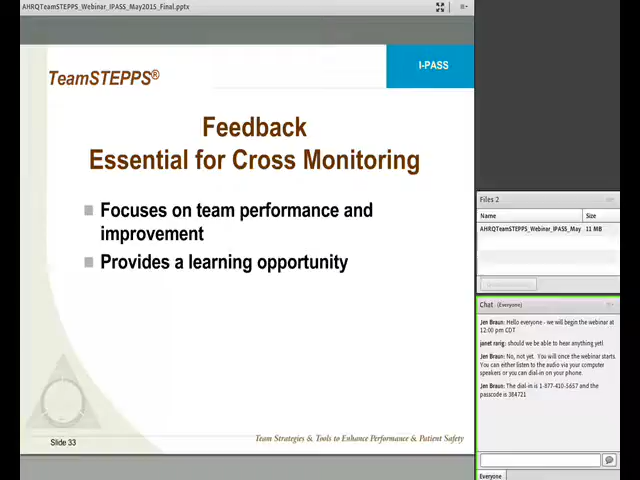 AHRQTeamSTEPPS_Webinar_IPASS_May2015_Final.pptx
I-PASS
TeamSTEPPS®
Feedback
Essential for Cross Monitoring
Focuses on team performance and
improvement
Provides a learning opportunity
Slide 33
Team Strategies & Tools to Enhance Performance & Patient Safety
Files 2
Name Size
AHRQTeamSTEPPS_Webinar_IPASS_May 11 MB
Chat (Everyone)
Jen Braun: Hello everyone - we will begin the webinar at
12:00 pm CDT
janet rarig: should we be able to hear anything yet!
Jen Braun: No, not yet. You will once the webinar starts.
You can either listen to the audio via your computer
speakers or you can dial-in on your phone.
Jen Braun: The dial-in is 1-877-410-5657 and the
passcode is 384721
Everyone